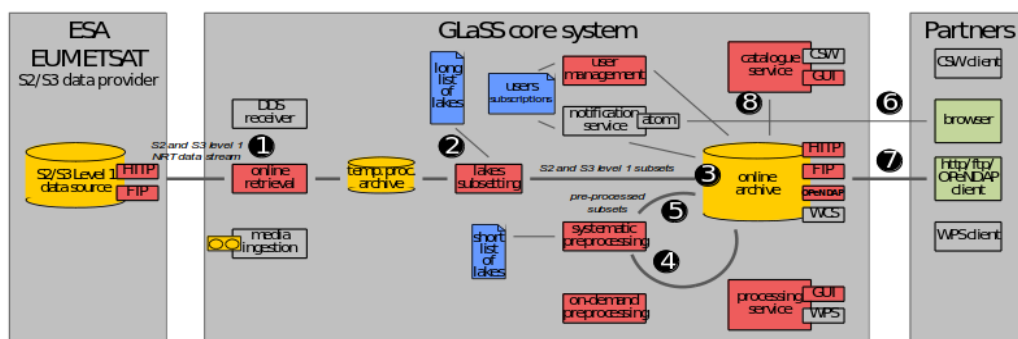 ESA
EUMETSAT
S2/S3 data provider
S2/S3 Level 1
data source
HTTP
FTP
S2 and S3 level 1
NRT data stream
GLaSS core system
DDS
receiver
1
online
retrieval
media
ingestion
temp. proc.
archive
long
list
of
lakes
2
lakes
subsetting
short
list
of
lakes
users
subscriptions
user
management
notification
service
atom
S2 and S3 level 1 subsets
pre-processed
subsets
3
5
systematic
preprocessing
4
on-demand
preprocessing
catalogue
service
CSW
GUI
8
online
archive
HTTP
FTP
OPeNDAP
WCS
processing
service
GUI
WPS
6
7
Partners
CSW client
browser
http/ftp/
OPeNDAP
client
WPS client